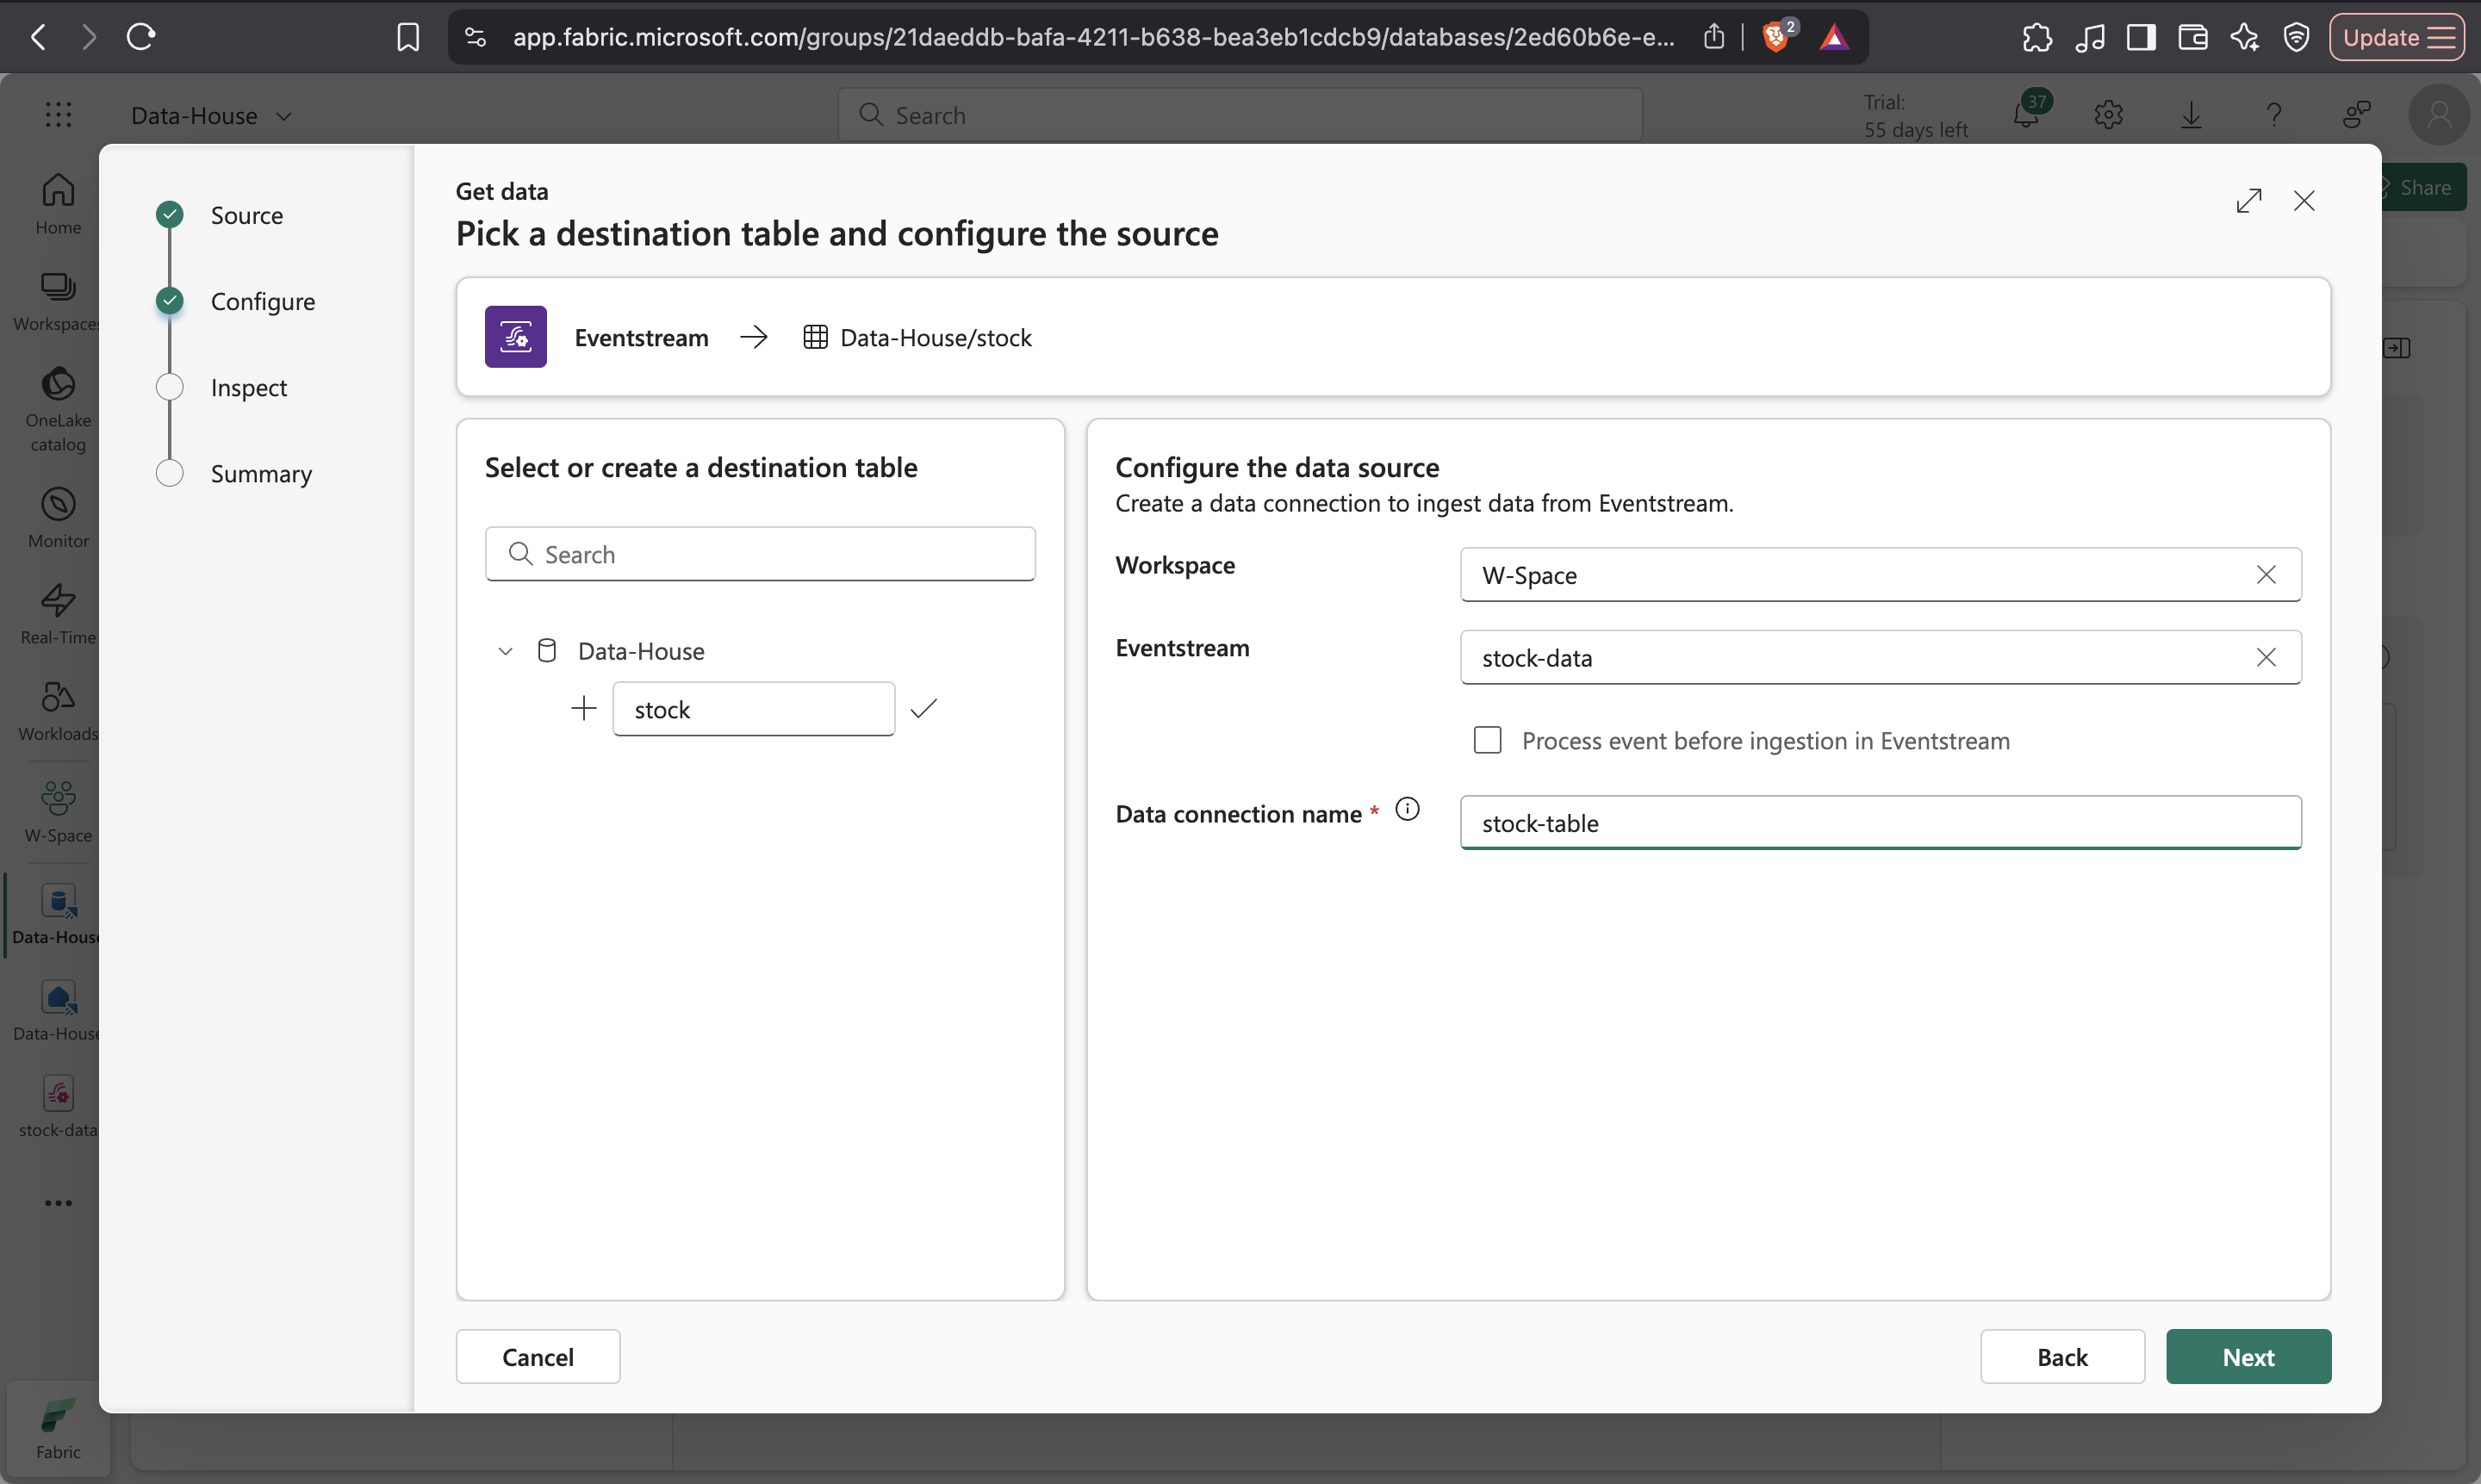 app.fabric.microsoft.com/groups/21daeddb-bafa-4211-b638-bea3eb1cdcb9/databases/2ed60b6e-e...
2
Update
Data-House
Search
Trial:
55 days left
37
Share
Home
Workspaces
OneLake
catalog
Monitor
Real-Time
Workloads
W-Space
Data-House
Data-House
stock-data
Fabric
Source
Configure
Inspect
Summary
Get data
Pick a destination table and configure the source
Eventstream
Data-House/stock
Select or create a destination table
Search
Data-House
stock
Configure the data source
Create a data connection to ingest data from Eventstream.
Workspace
W-Space
Eventstream
stock-data
Process event before ingestion in Eventstream
Data connection name *
stock-table
Cancel
Back
Next